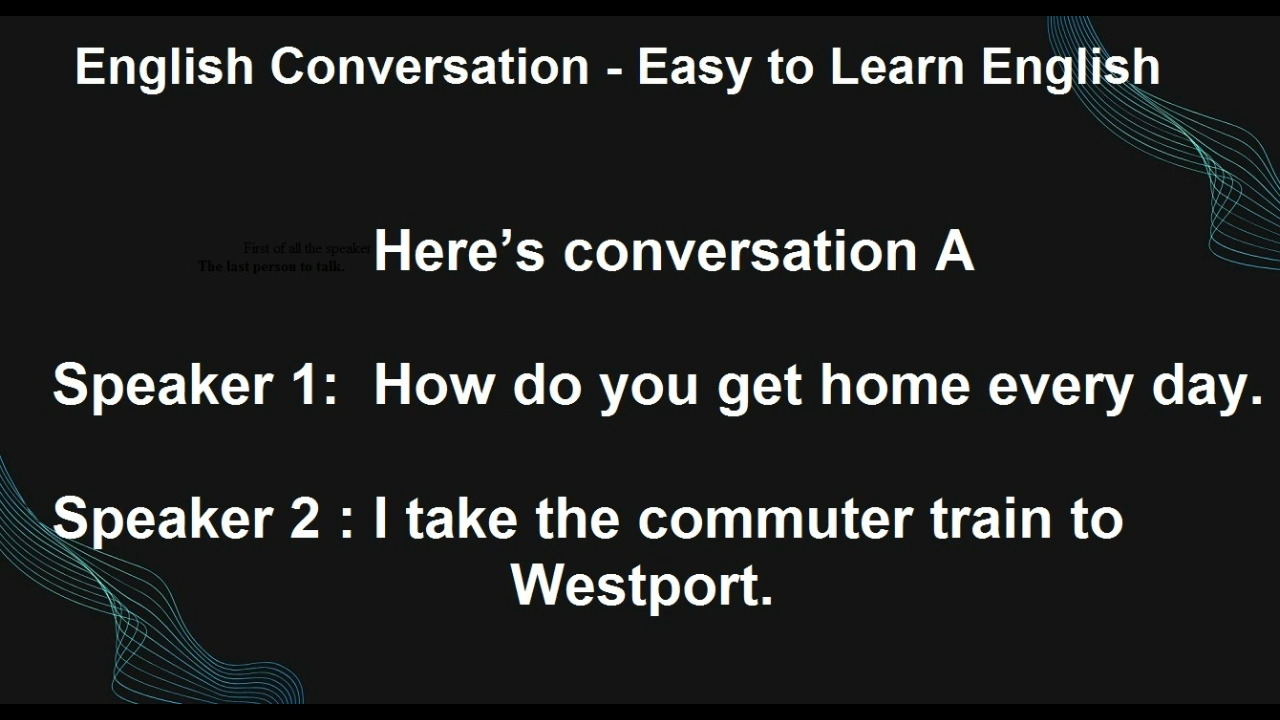 English Conversation - Easy to Learn English
First of all the speaker
The last person to talk.
Here’s conversation A
Speaker 1: How do you get home every day.
Speaker 2 : I take the commuter train to
Westport.